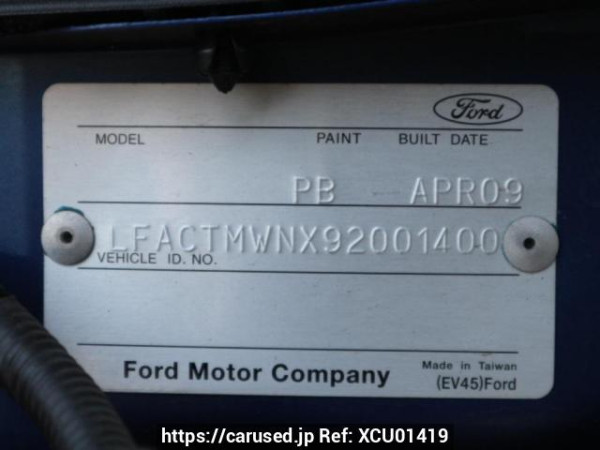 Ford
MODEL PAINT BUILT DATE
PB APR09
LFACTMWNX92001400
VEHICLE ID. NO.
Ford Motor Company
Made in Taiwan
(EV45)Ford
https://carused.jp Ref: XCU01419